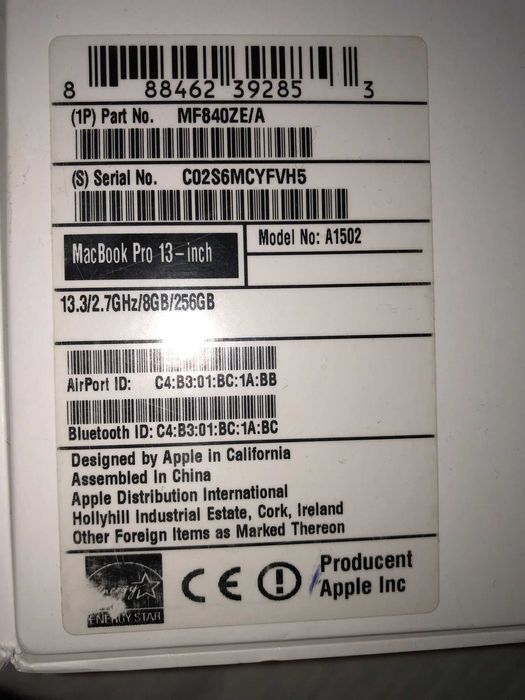 8 88462 39285 3
(1P) Part No. MF840ZE/A
(S) Serial No. C02S6MCYFVH5
MacBook Pro 13-inch
Model No: A1502
13.3/2.7GHz/8GB/256GB
AirPort ID: C4:B3:01:BC:1A:BB
Bluetooth ID: C4:B3:01:BC:1A:BC
Designed by Apple in California
Assembled In China
Apple Distribution International
Hollyhill Industrial Estate, Cork, Ireland
Other Foreign Items as Marked Thereon
ENERGY STAR
CE
Producent
Apple Inc